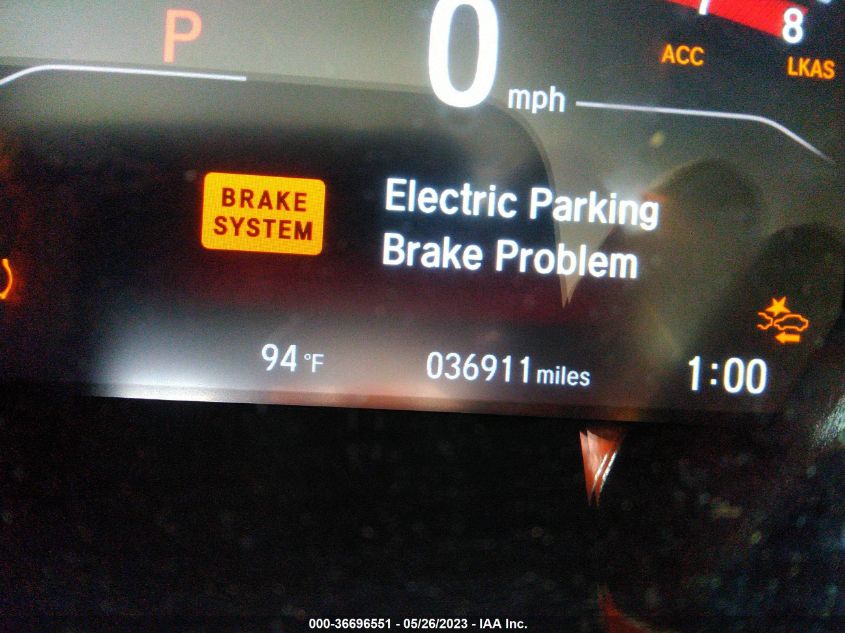 8
P
0
mph
ACC
LKAS
BRAKE
SYSTEM
Electric Parking
Brake Problem
94 °F
036911 miles
1:00
000-36696551 - 05/26/2023 - IAA Inc.